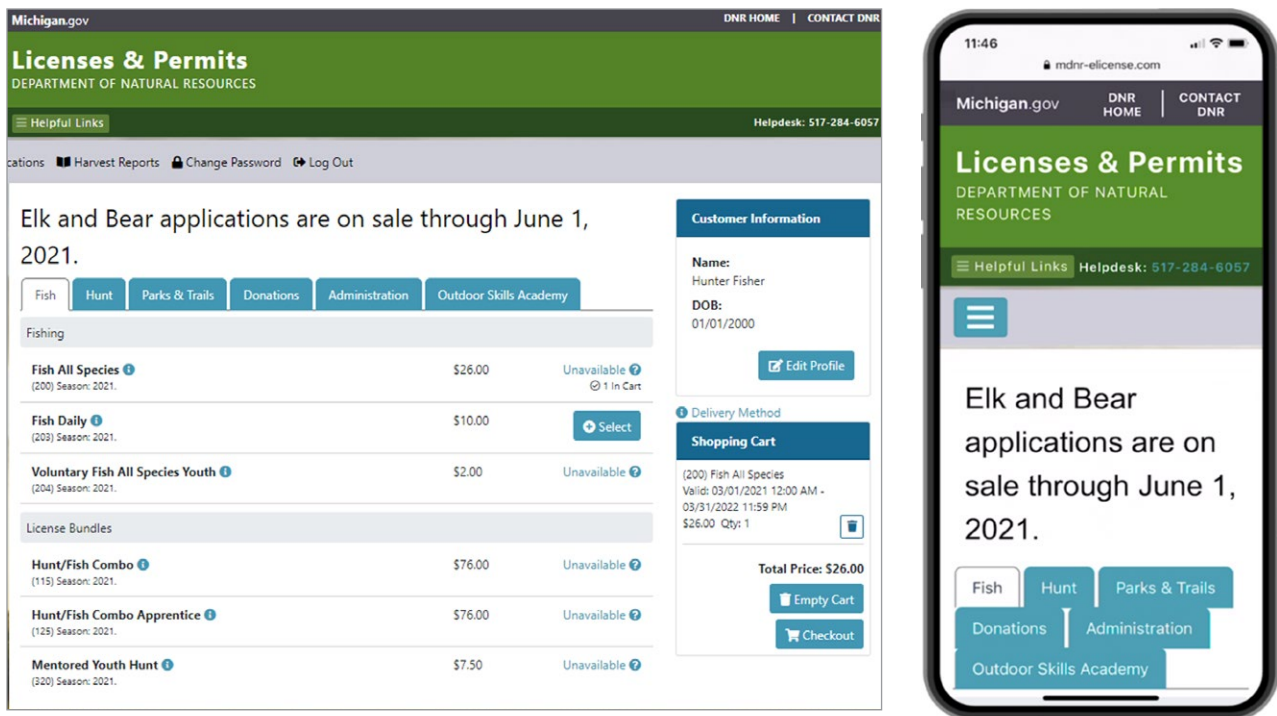 Michigan.gov
DNR HOME | CONTACT DNR
Licenses & Permits
DEPARTMENT OF NATURAL RESOURCES
Helpful Links
Helpdesk: 517-284-6057
cations Harvest Reports Change Password Log Out
Elk and Bear applications are on sale through June 1,
2021.
Fish Hunt Parks & Trails Donations Administration Outdoor Skills Academy
Fishing
Fish All Species $26.00 Unavailable
(200) Season: 2021. 1 In Cart
Fish Daily $10.00 Select
(203) Season: 2021.
Voluntary Fish All Species Youth $2.00 Unavailable
(204) Season: 2021.
License Bundles
Hunt/Fish Combo $76.00 Unavailable
(115) Season: 2021.
Hunt/Fish Combo Apprentice $76.00 Unavailable
(125) Season: 2021.
Mentored Youth Hunt $7.50 Unavailable
(320) Season: 2021.
Customer Information
Name:
Hunter Fisher
DOB:
01/01/2000
Edit Profile
Delivery Method
Shopping Cart
(200) Fish All Species
Valid: 03/01/2021 12:00 AM -
03/31/2022 11:59 PM
$26.00 Qty: 1
Total Price: $26.00
Empty Cart
Checkout
11:46
mdnr-elicense.com
Michigan.gov
DNR
HOME
CONTACT
DNR
Licenses & Permits
DEPARTMENT OF NATURAL
RESOURCES
Helpful Links Helpdesk: 517-284-6057
Elk and Bear
applications are on
sale through June 1,
2021.
Fish Hunt Parks & Trails
Donations Administration
Outdoor Skills Academy